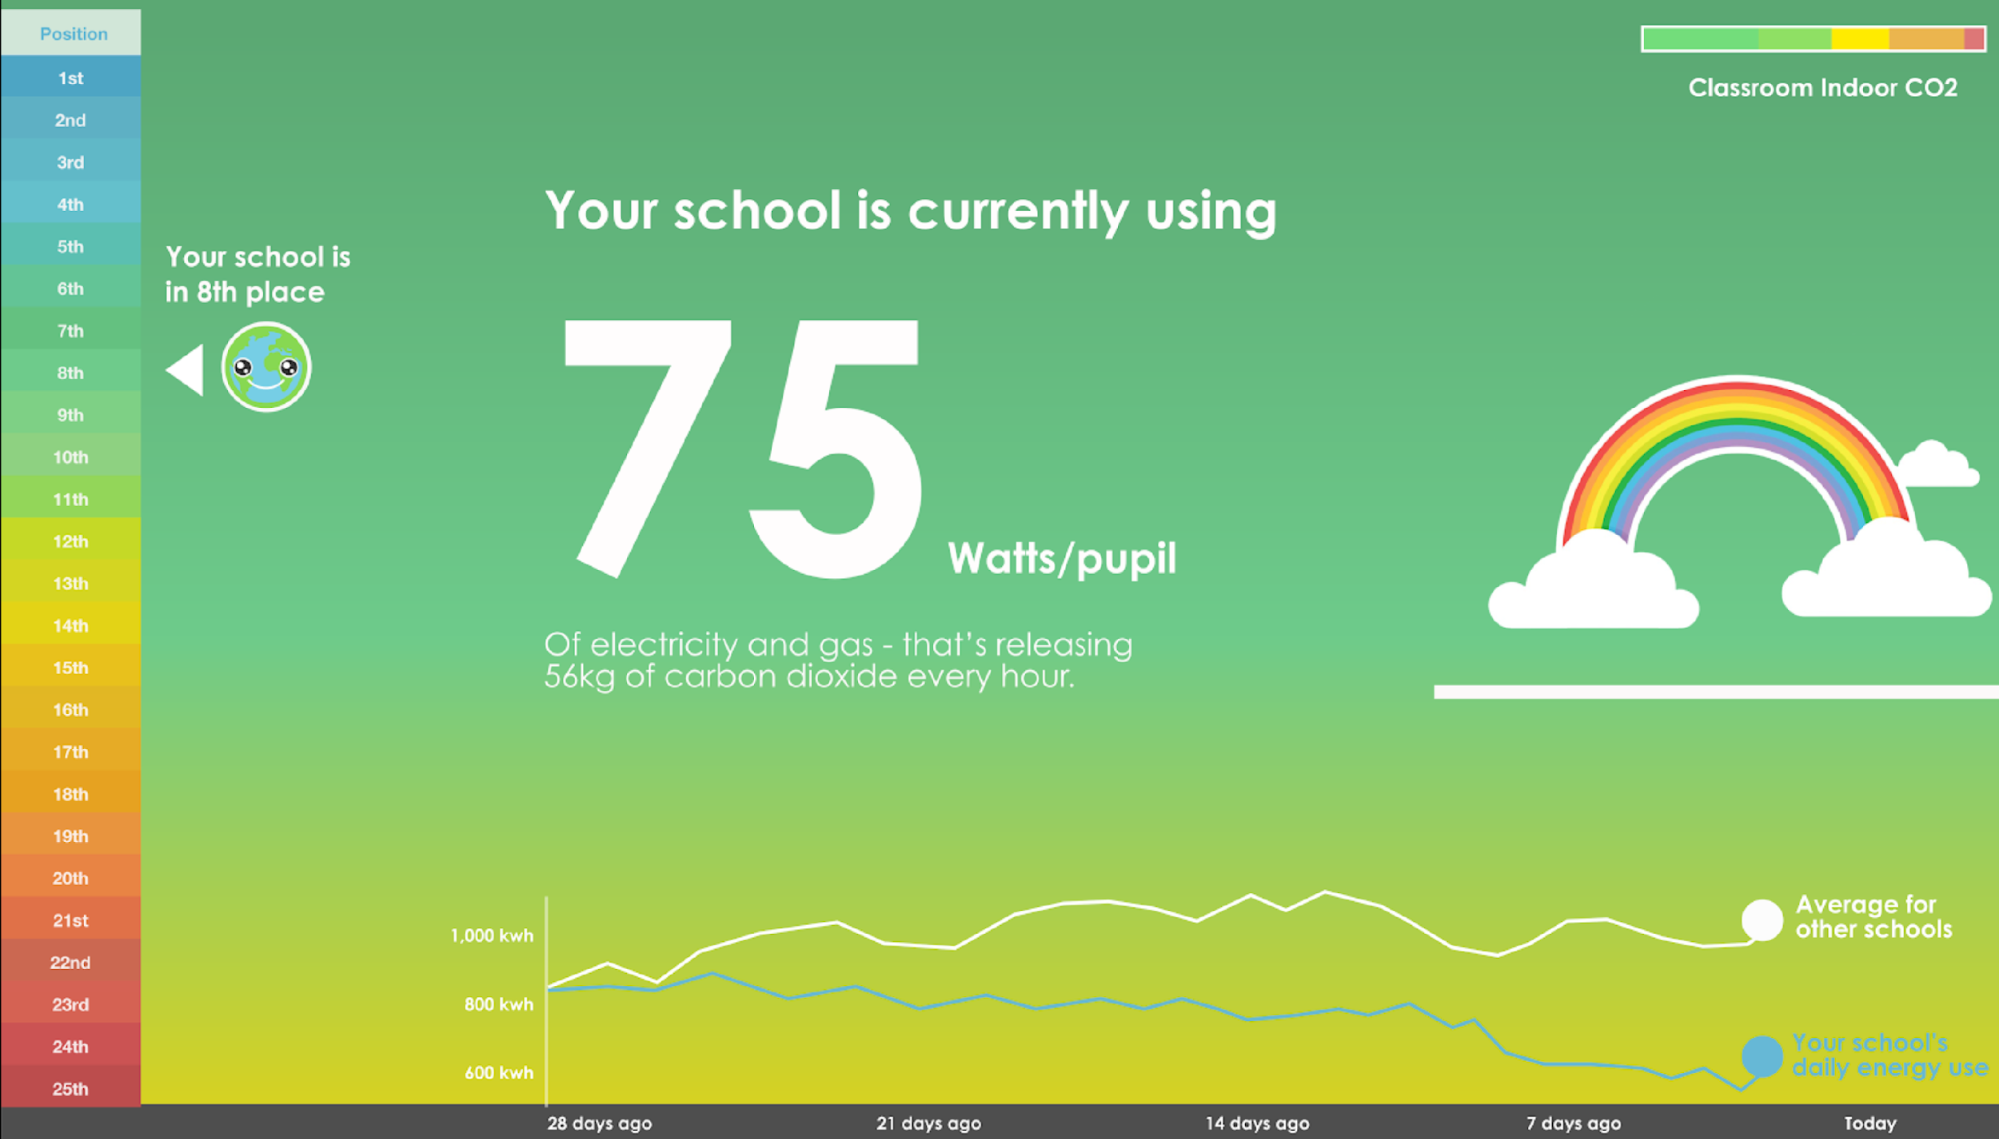 Position
1st
2nd
3rd
4th
5th
6th
7th
8th
9th
10th
11th
12th
13th
14th
15th
16th
17th
18th
19th
20th
21st
22nd
23rd
24th
25th
Your school is
in 8th place
Classroom Indoor CO2
Your school is currently using
75
Watts/pupil
Of electricity and gas - that's releasing
56kg of carbon dioxide every hour.
1,000 kwh
800 kwh
600 kwh
Average for
other schools
Your school's
daily energy use
28 days ago
21 days ago
14 days ago
7 days ago
Today